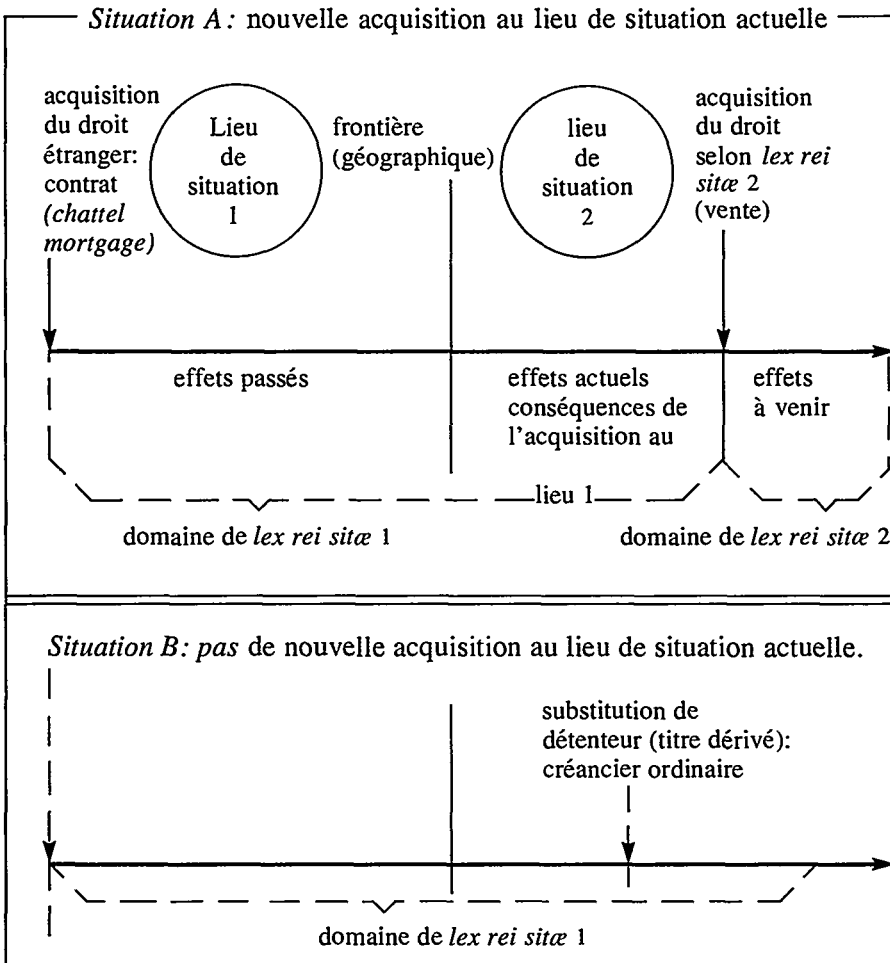 Situation A: nouvelle acquisition au lieu de situation actuelle
acquisition
du droit
étranger:
contrat
(chattel
mortgage)
Lieu
de
situation
1
frontière
(géographique)
lieu
de
situation
2
acquisition
du droit
selon lex rei
sitæ 2
(vente)
effets passés
effets actuels
conséquences de
l'acquisition au
lieu 1
effets
à venir
domaine de lex rei sitæ 1
domaine de lex rei sitæ 2
Situation B: pas de nouvelle acquisition au lieu de situation actuelle.
substitution de
détenteur (titre dérivé):
créancier ordinaire
domaine de lex rei sitæ 1